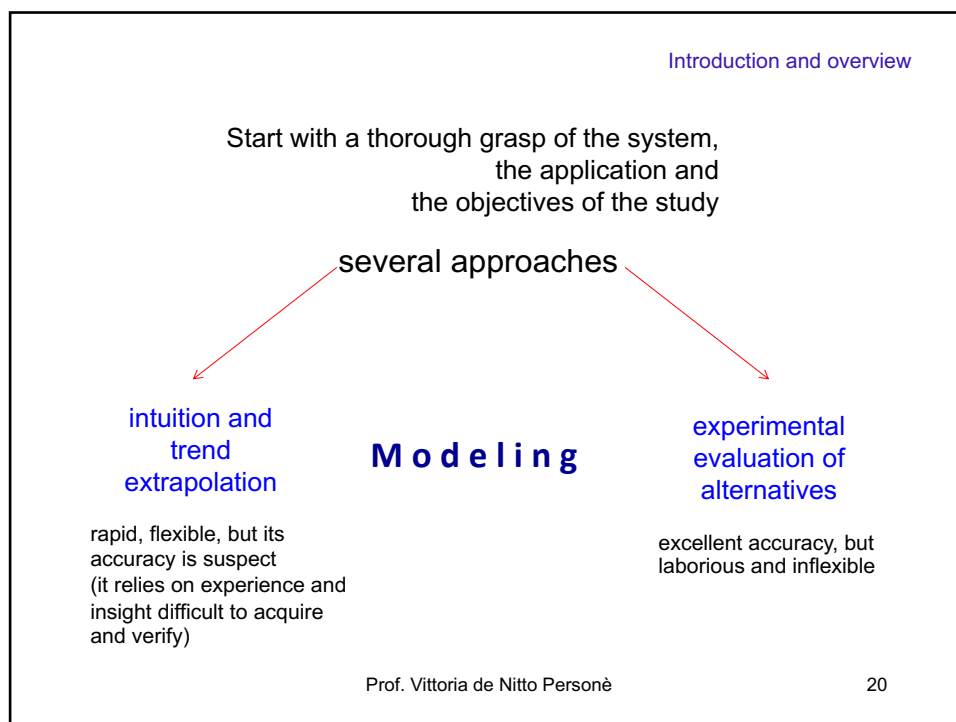 Introduction and overview
Start with a thorough grasp of the system,
the application and
the objectives of the study
several approaches
intuition and
trend
extrapolation
rapid, flexible, but its
accuracy is suspect
(it relies on experience and
insight difficult to acquire
and verify)
Modeling
experimental
evaluation of
alternatives
excellent accuracy, but
laborious and inflexible
Prof. Vittoria de Nitto Personè
20